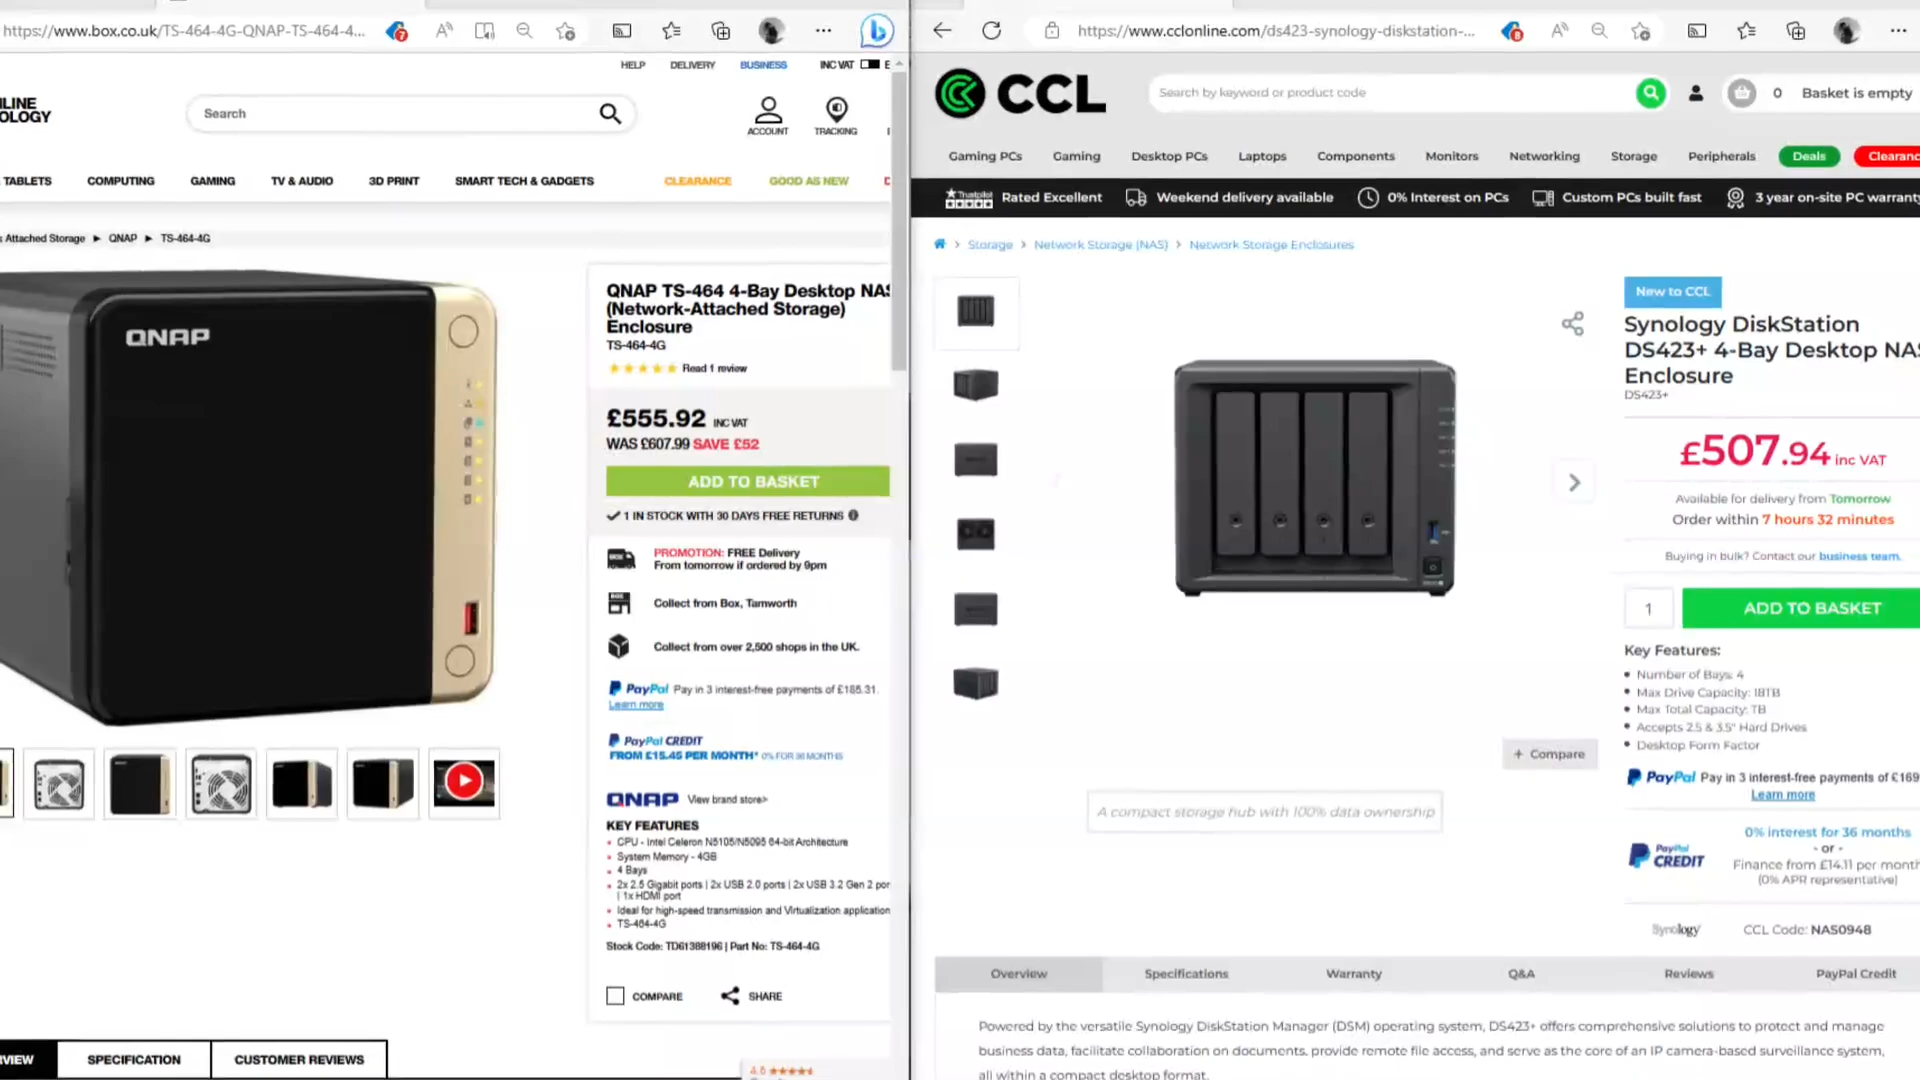 https://www.box.co.uk/TS-464-4G-QNAP-TS-464-4...
7
HELP
DELIVERY
BUSINESS
INC VAT
E
LINE
OLOGY
Search
ACCOUNT
TRACKING
TABLETS
COMPUTING
GAMING
TV & AUDIO
3D PRINT
SMART TECH & GADGETS
CLEARANCE
GOOD AS NEW
Attached Storage ► QNAP ► TS-464-4G
QNAP
QNAP TS-464 4-Bay Desktop NAS
(Network-Attached Storage)
Enclosure
TS-464-4G
Read 1 review
£555.92 INC VAT
WAS £607.99 SAVE £52
ADD TO BASKET
1 IN STOCK WITH 30 DAYS FREE RETURNS
PROMOTION: FREE Delivery
From tomorrow if ordered by 9pm
Collect from Box, Tamworth
Collect from over 2,500 shops in the UK.
PayPal Pay in 3 interest-free payments of £185.31.
Learn more
PayPal CREDIT
FROM £15.45 PER MONTH* 0% FOR 36 MONTHS
QNAP View brand store>
KEY FEATURES
CPU - Intel Celeron N5105/N5095 64-bit Architecture
System Memory - 4GB
4 Bays
2x 2.5 Gigabit ports | 2x USB 2.0 ports | 2x USB 3.2 Gen 2 por
| 1x HDMI port
Ideal for high-speed transmission and Virtualization application
TS-464-4G
Stock Code: TD61388196 | Part No: TS-464-4G
COMPARE
SHARE
VIEW
SPECIFICATION
CUSTOMER REVIEWS
4.6
https://www.cclonline.com/ds423-synology-diskstation-...
8
CCL
Search by keyword or product code
0
Basket is empty
Gaming PCs
Gaming
Desktop PCs
Laptops
Components
Monitors
Networking
Storage
Peripherals
Deals
Clearanc
Trustpilot
Rated Excellent
Weekend delivery available
0% Interest on PCs
Custom PCs built fast
3 year on-site PC warranty
> Storage > Network Storage (NAS) > Network Storage Enclosures
New to CCL
Synology DiskStation
DS423+ 4-Bay Desktop NAS
Enclosure
DS423+
£507.94 inc VAT
Available for delivery from Tomorrow
Order within 7 hours 32 minutes
Buying in bulk? Contact our business team.
1
ADD TO BASKET
Key Features:
Number of Bays: 4
Max Drive Capacity: 18TB
Max Total Capacity: TB
Accepts 2.5 & 3.5" Hard Drives
Desktop Form Factor
+ Compare
PayPal Pay in 3 interest-free payments of £169
Learn more
A compact storage hub with 100% data ownership
PayPal CREDIT
0% interest for 36 months
- or -
Finance from £14.11 per month
(0% APR representative)
Synology
CCL Code: NAS0948
Overview
Specifications
Warranty
Q&A
Reviews
PayPal Credit
Powered by the versatile Synology DiskStation Manager (DSM) operating system, DS423+ offers comprehensive solutions to protect and manage
business data, facilitate collaboration on documents, provide remote file access, and serve as the core of an IP camera-based surveillance system,
all within a compact desktop format.